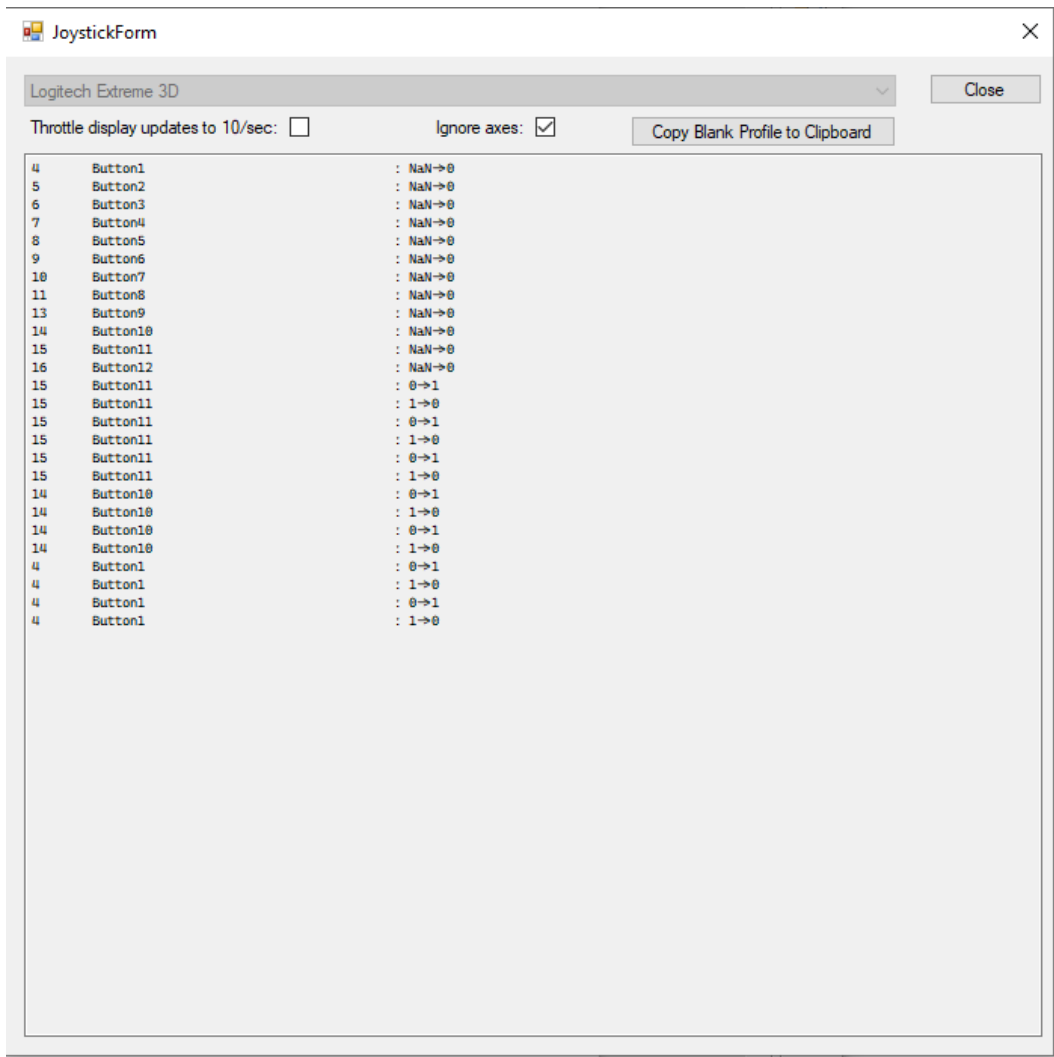 JoystickForm
Logitech Extreme 3D
Close
Throttle display updates to 10/sec:
Ignore axes:
Copy Blank Profile to Clipboard
4 Button1 : NaN→0
5 Button2 : NaN→0
6 Button3 : NaN→0
7 Button4 : NaN→0
8 Button5 : NaN→0
9 Button6 : NaN→0
10 Button7 : NaN→0
11 Button8 : NaN→0
13 Button9 : NaN→0
14 Button10 : NaN→0
15 Button11 : NaN→0
16 Button12 : NaN→0
15 Button11 : 0→1
15 Button11 : 1→0
15 Button11 : 0→1
15 Button11 : 1→0
15 Button11 : 0→1
15 Button11 : 1→0
14 Button10 : 0→1
14 Button10 : 1→0
14 Button10 : 0→1
14 Button10 : 1→0
4 Button1 : 0→1
4 Button1 : 1→0
4 Button1 : 0→1
4 Button1 : 1→0